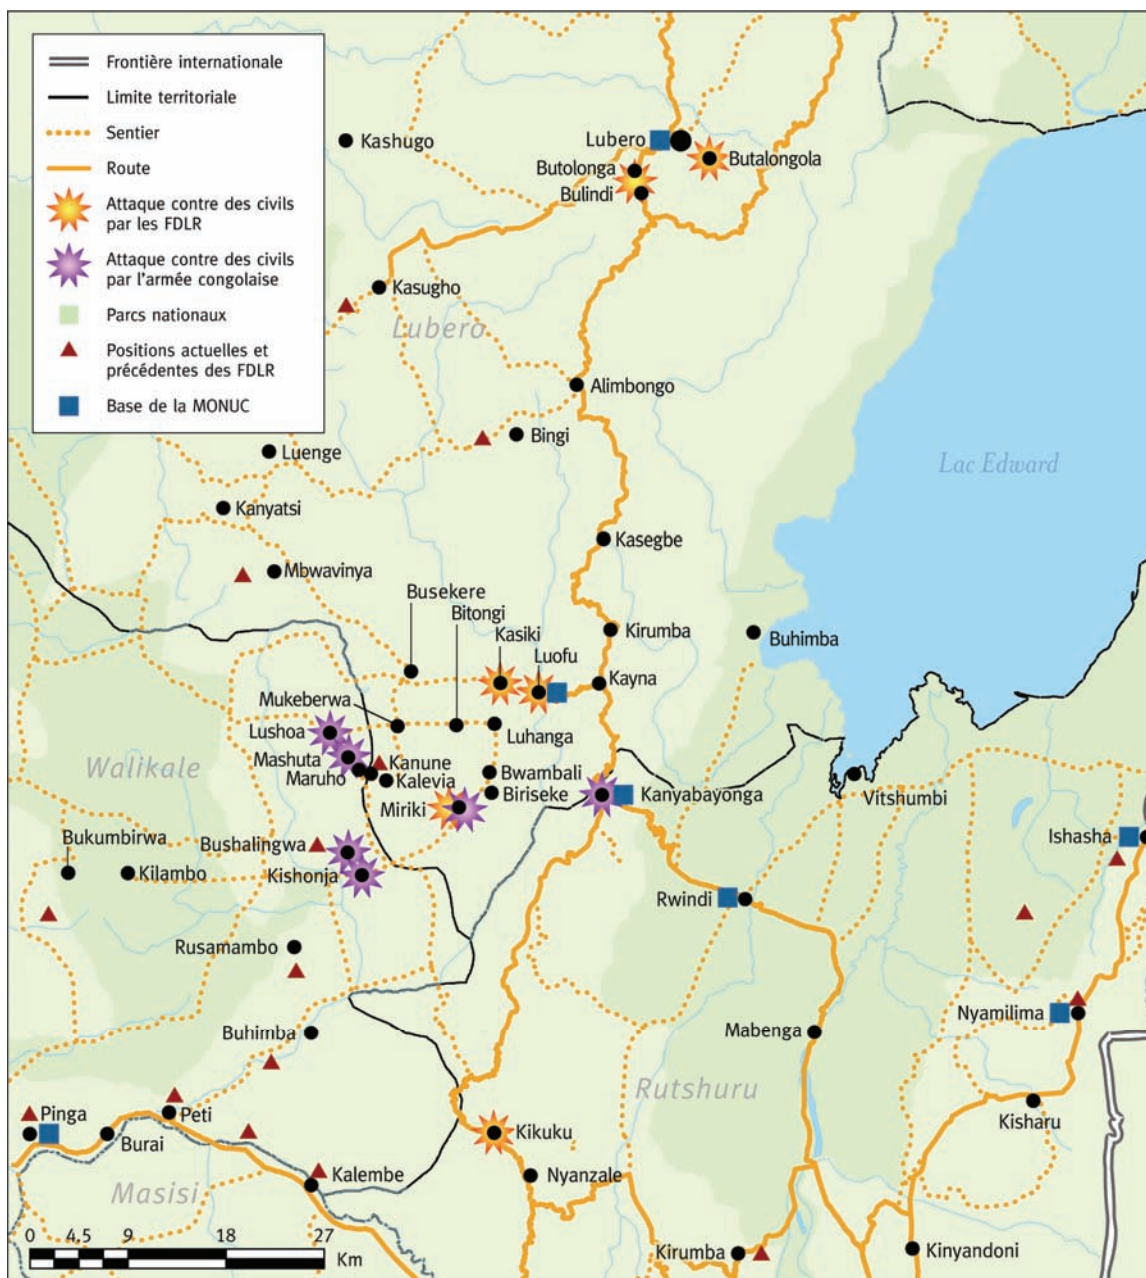 Frontière internationale
Limite territoriale
Sentier
Route
Attaque contre des civils
par les FDLR
Attaque contre des civils
par l'armée congolaise
Parcs nationaux
Positions actuelles et
précédentes des FDLR
Base de la MONUC
Kashugo
Lubero
Butalongola
Butolonga
Bulindi
Kasugho
Lubero
Alimbongo
Bingi
Luenge
Lac Edward
Kanyatsi
Kasegbe
Mbwavinya
Busekere
Bitongi
Kasiki
Kirumba
Buhimba
Luofu
Kayna
Mukeberwa
Lushoa
Luhanga
Mashuta
Kanune
Walikale
Maruho
Kalevia
Bwambali
Biriseke
Kanyabayonga
Vitshumbi
Miriki
Ishasha
Bukumbirwa
Bushalingwa
Kilambo
Kishonja
Rwindi
Rusamambo
Nyamilima
Buhimba
Mabenga
Rutshuru
Kisharu
Pinga
Peti
Burai
Kikuku
Kalembe
Nyanzale
Masisi
0 4,5 9 18 27
Km
Kirumba
Kinyandoni